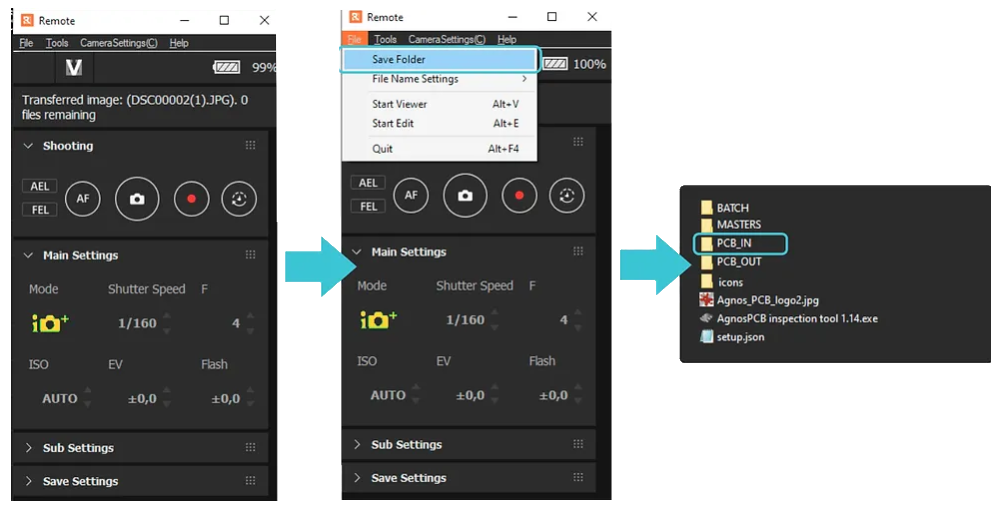 Remote
File Tools CameraSettings(C) Help
99%
Transferred image: (DSC00002(1).JPG). 0
files remaining
Shooting
AEL
FEL
AF
Main Settings
Mode Shutter Speed F
i+ 1/160 4
ISO EV Flash
AUTO ±0,0 ±0,0
Sub Settings
Save Settings
Remote
File Tools CameraSettings(C) Help
100%
Save Folder
File Name Settings
Start Viewer Alt+V
Start Edit Alt+E
Quit Alt+F4
AEL
FEL
AF
Main Settings
Mode Shutter Speed F
i+ 1/160 4
ISO EV Flash
AUTO ±0,0 ±0,0
Sub Settings
Save Settings
BATCH
MASTERS
PCB_IN
PCB_OUT
icons
Agnos_PCB_logo2.jpg
AgnosPCB inspection tool 1.14.exe
setup.json